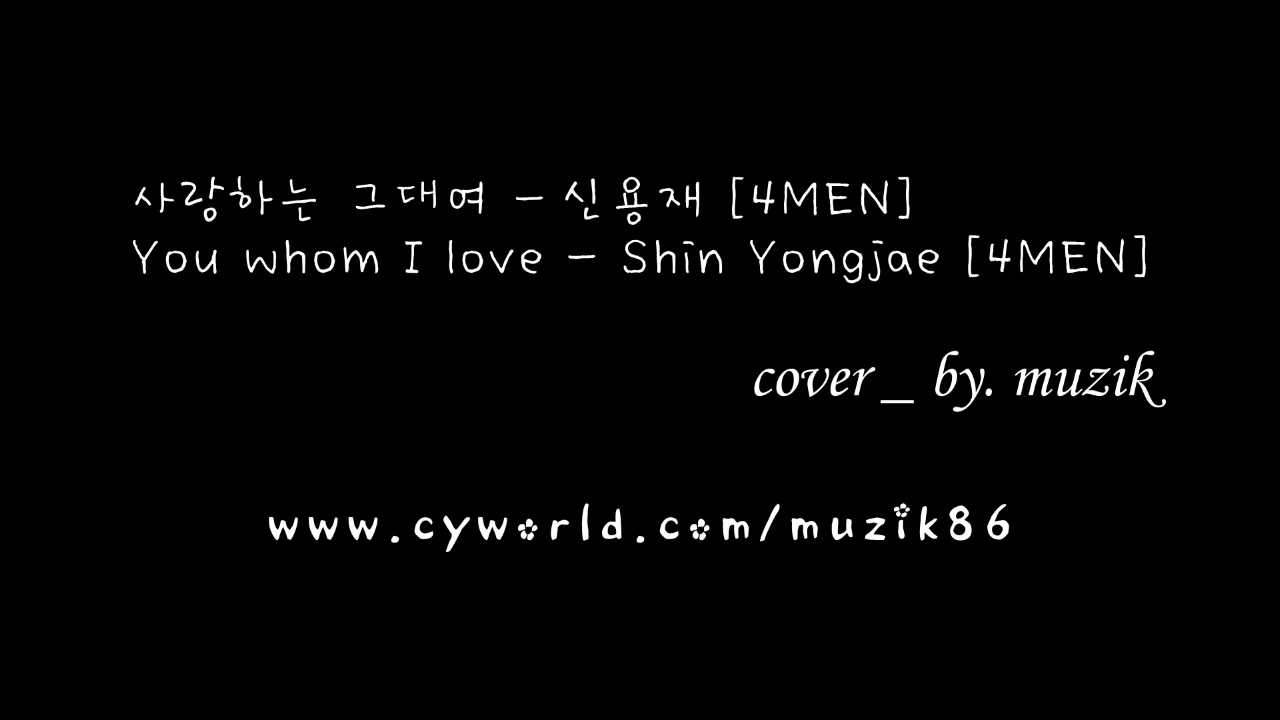 사랑하는 그대여 - 신용재 [4MEN]
You whom I love - Shin Yongjae [4MEN]
cover_ by. muzik
www.cyworld.com/muzik86